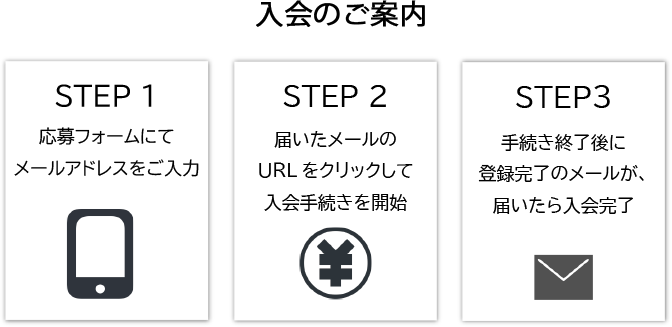 入会のご案内
STEP 1
応募フォームにて
メールアドレスをご入力
STEP 2
届いたメールの
URLをクリックして
入会手続きを開始
¥
STEP3
手続き終了後に
登録完了のメールが、
届いたら入会完了